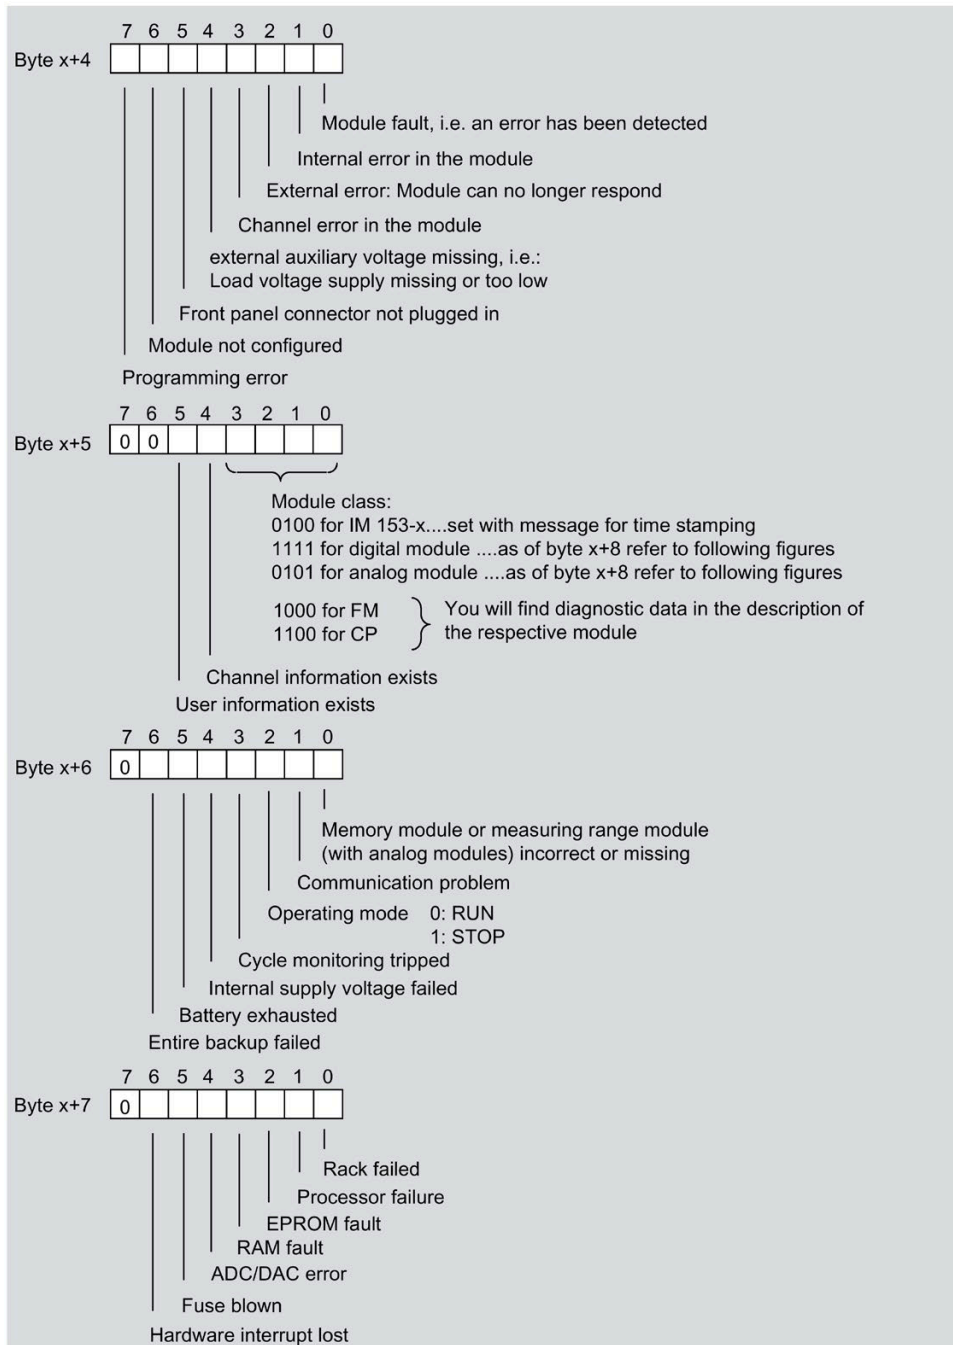 7 6 5 4 3 2 1 0
Byte x+4
Module fault, i.e. an error has been detected
Internal error in the module
External error: Module can no longer respond
Channel error in the module
external auxiliary voltage missing, i.e.:
Load voltage supply missing or too low
Front panel connector not plugged in
Module not configured
Programming error
7 6 5 4 3 2 1 0
Byte x+5 0 0
Module class:
0100 for IM 153-x....set with message for time stamping
1111 for digital module ....as of byte x+8 refer to following figures
0101 for analog module ....as of byte x+8 refer to following figures
1000 for FM You will find diagnostic data in the description of
1100 for CP the respective module
Channel information exists
User information exists
7 6 5 4 3 2 1 0
Byte x+6 0
Memory module or measuring range module
(with analog modules) incorrect or missing
Communication problem
Operating mode 0: RUN
1: STOP
Cycle monitoring tripped
Internal supply voltage failed
Battery exhausted
Entire backup failed
7 6 5 4 3 2 1 0
Byte x+7 0
Rack failed
Processor failure
EPROM fault
RAM fault
ADC/DAC error
Fuse blown
Hardware interrupt lost